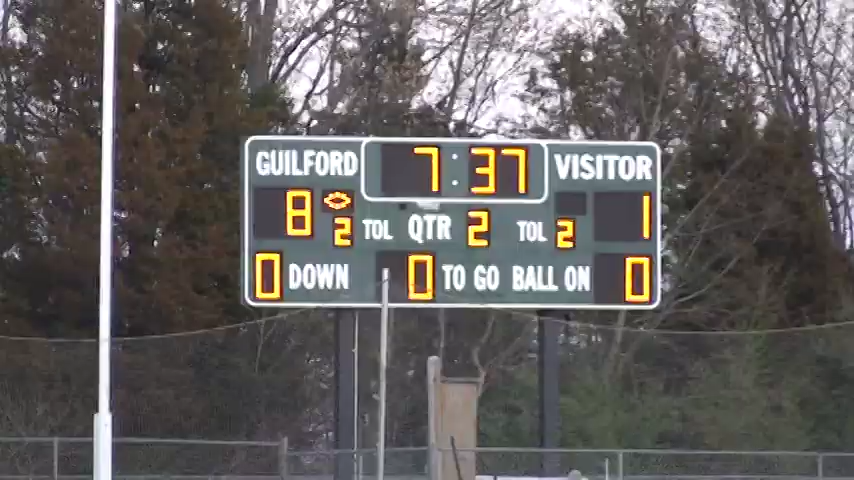 GUILFORD 7:37 VISITOR
8 2 TOL QTR 2 TOL 2 1
0 DOWN 0 TO GO BALL ON 0